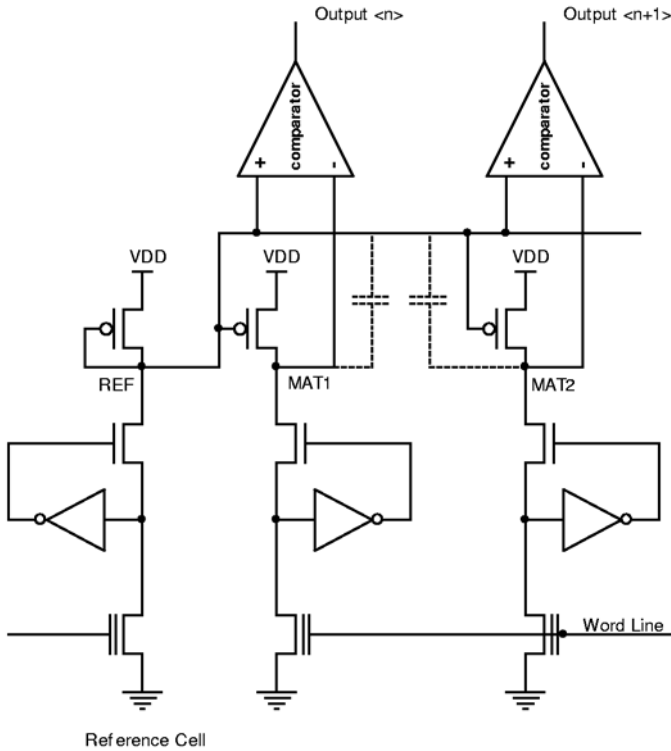 Output <n>
Output <n+1>
comparator
+
-
comparator
+
-
VDD
VDD
VDD
REF
MAT1
MAT2
Word Line
Reference Cell